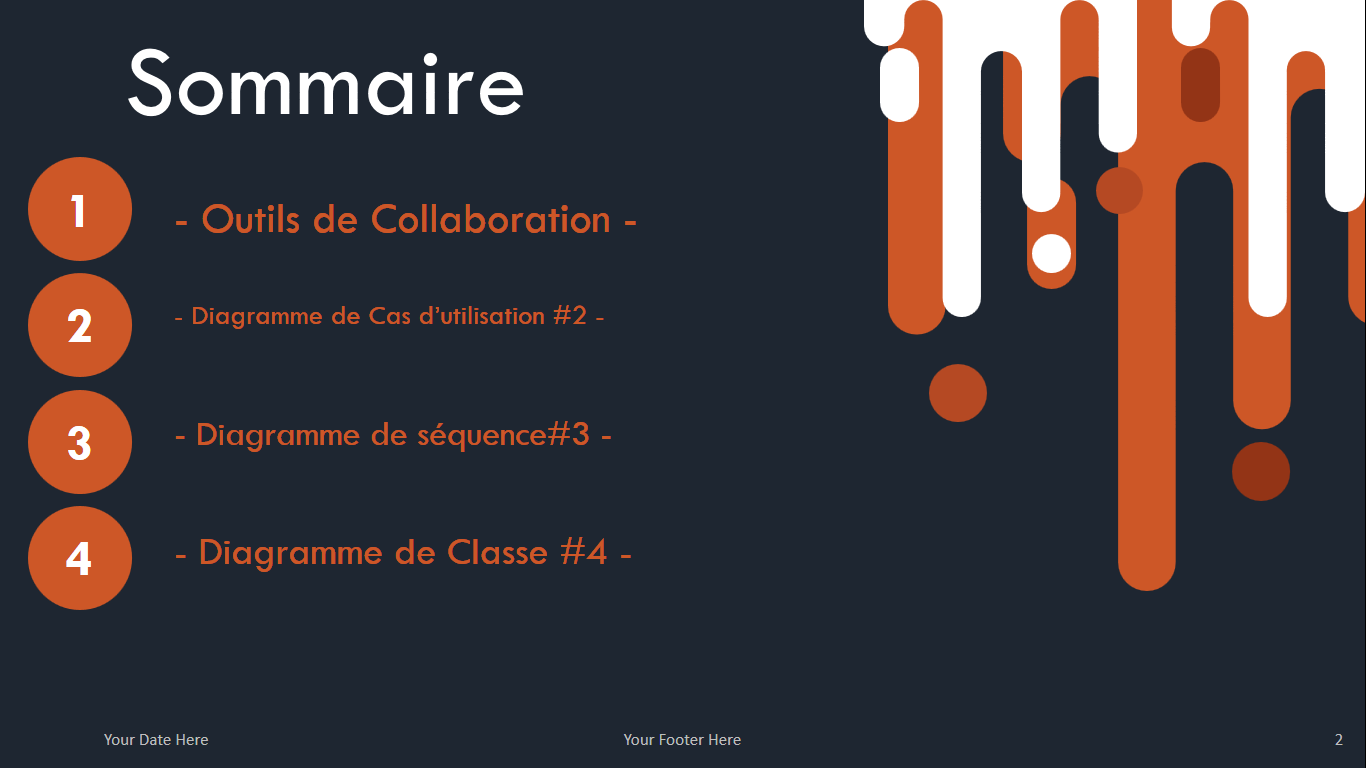 Sommaire
1
- Outils de Collaboration -
2
- Diagramme de Cas d’utilisation #2 -
3
- Diagramme de séquence#3 -
4
- Diagramme de Classe #4 -
Your Date Here
Your Footer Here
2